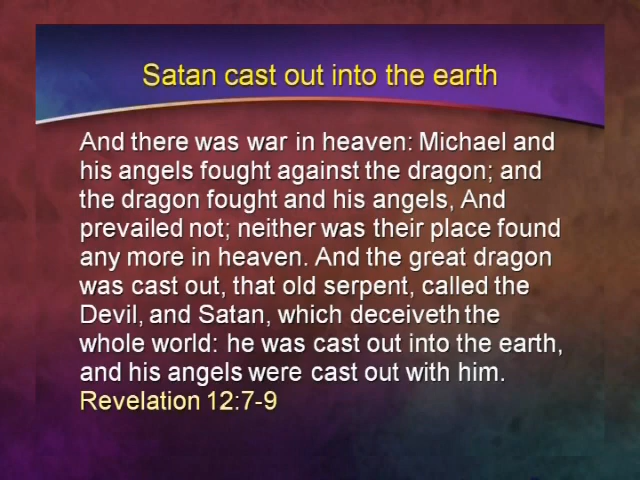 Satan cast out into the earth
And there was war in heaven: Michael and
his angels fought against the dragon; and
the dragon fought and his angels, And
prevailed not; neither was their place found
any more in heaven. And the great dragon
was cast out, that old serpent, called the
Devil, and Satan, which deceiveth the
whole world: he was cast out into the earth,
and his angels were cast out with him.
Revelation 12:7-9